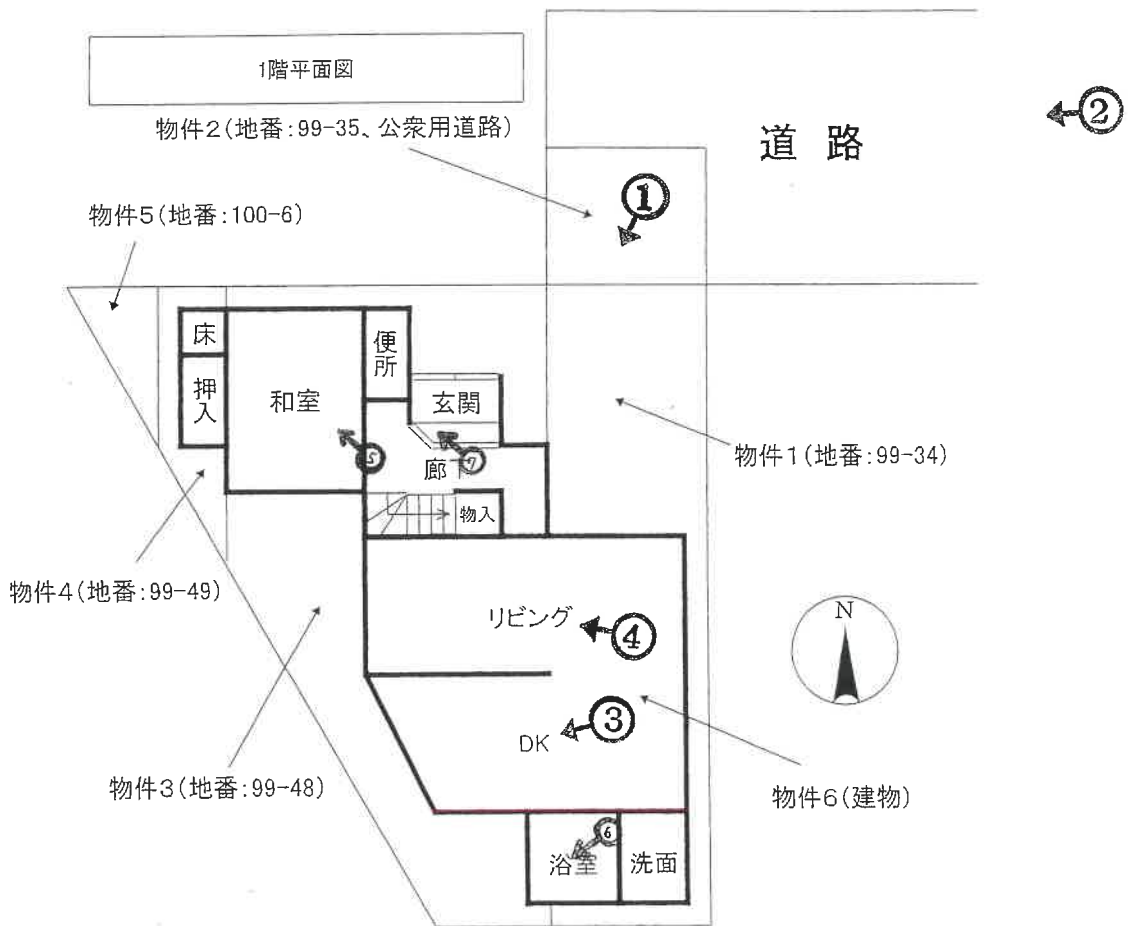 1階平面図
②
物件2(地番:99-35、公衆用道路)
道 路
①
物件5(地番:100-6)
床
便所
押入
和室
玄関
物件1(地番:99-34)
⑤
⑦
廊下
物入
物件4(地番:99-49)
N
リビング
④
③
DK
物件3(地番:99-48)
物件6(建物)
⑥
浴室
洗面